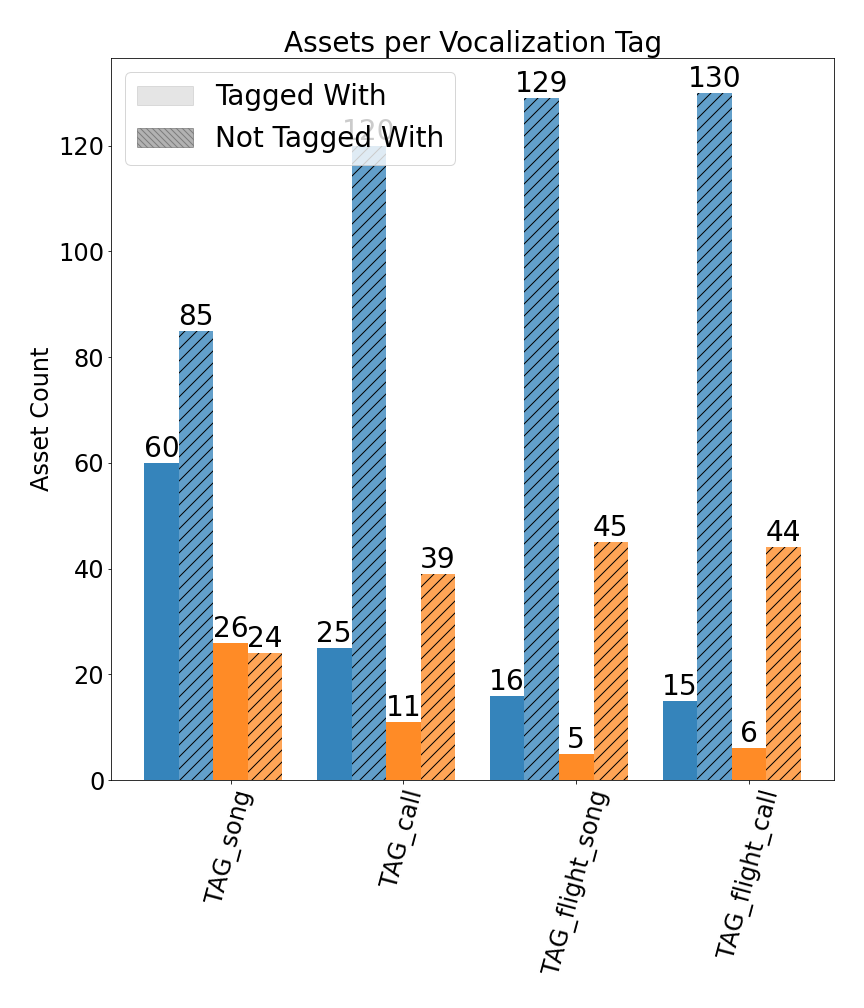 Assets per Vocalization Tag
Tagged With
Not Tagged With
120
129
130
85
60
26
24
25
39
11
16
45
5
15
44
6
120
100
80
60
40
20
0
Asset Count
TAG_song
TAG_call
TAG_flight_song
TAG_flight_call